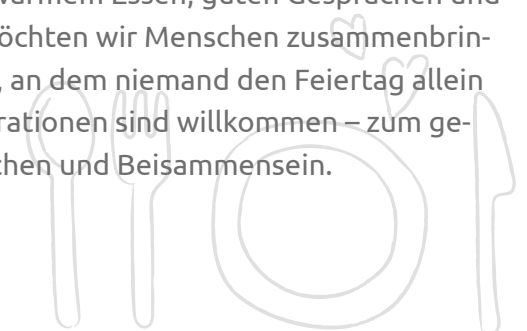 warmem Essen, guten Gesprächen und
öchten wir Menschen zusammenbrin-
, an dem niemand den Feiertag allein
rationen sind willkommen – zum ge-
chen und Beisammensein.